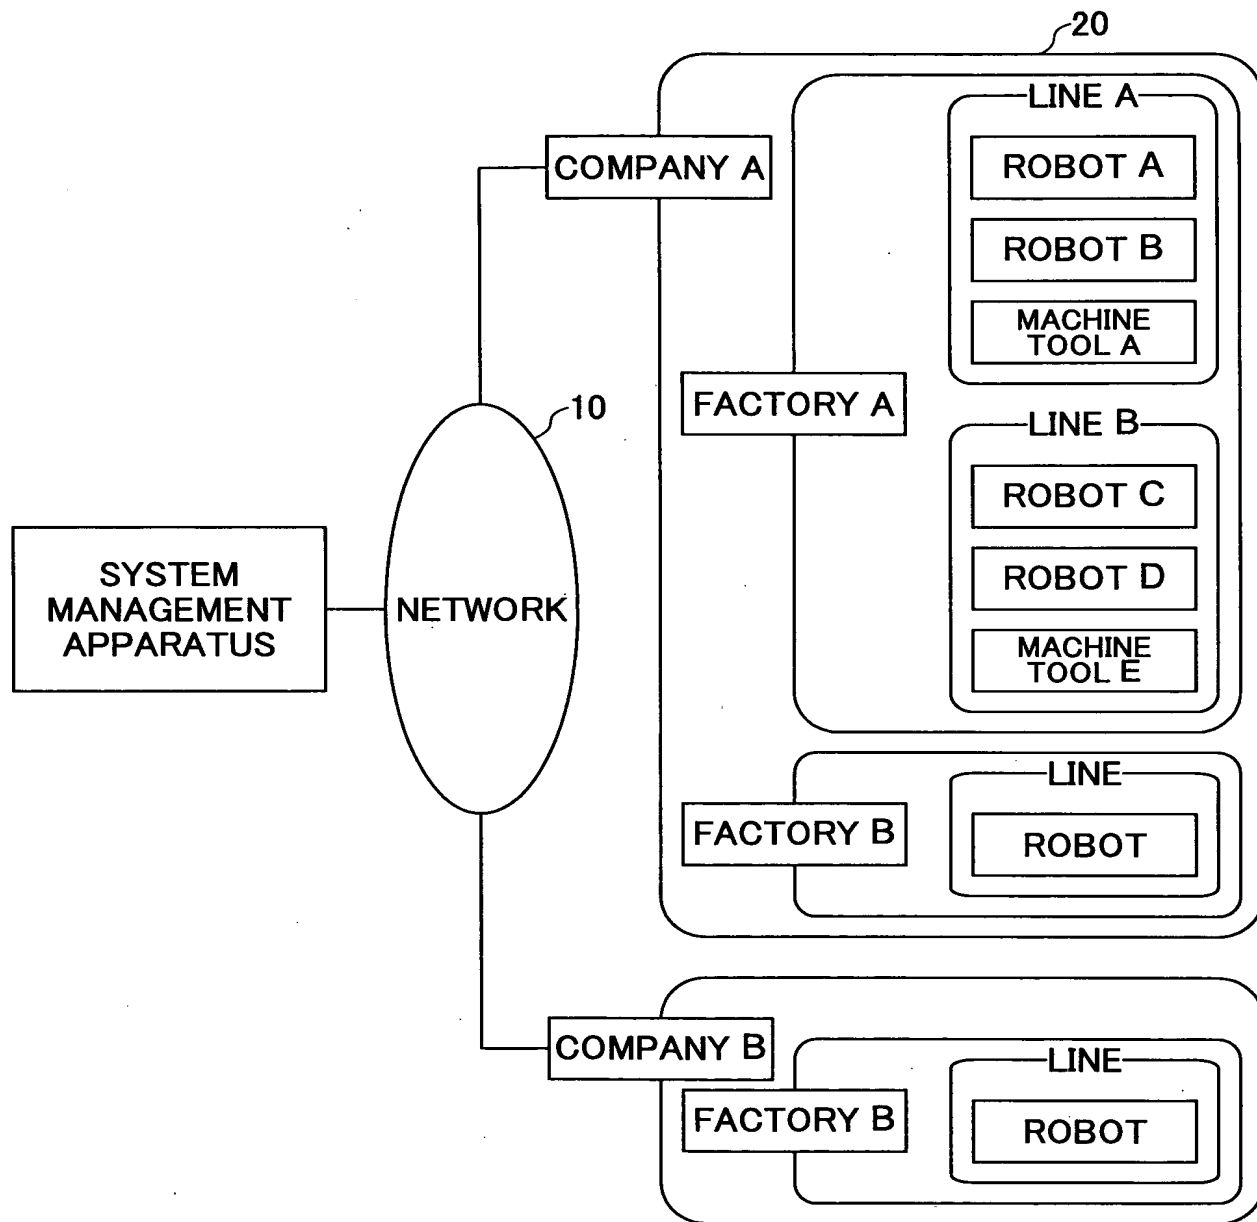 20
LINE A
COMPANY A
ROBOT A
ROBOT B
MACHINE
TOOL A
FACTORY A
10
LINE B
ROBOT C
SYSTEM
MANAGEMENT
APPARATUS
NETWORK
ROBOT D
MACHINE
TOOL E
LINE
FACTORY B
ROBOT
COMPANY B
LINE
FACTORY B
ROBOT